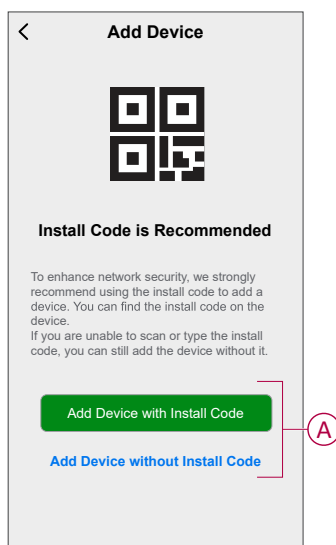 Add Device
Install Code is Recommended
To enhance network security, we strongly
recommend using the install code to add a
device. You can find the install code on the
device.
If you are unable to scan or type the install
code, you can still add the device without it.
Add Device with Install Code
A
Add Device without Install Code